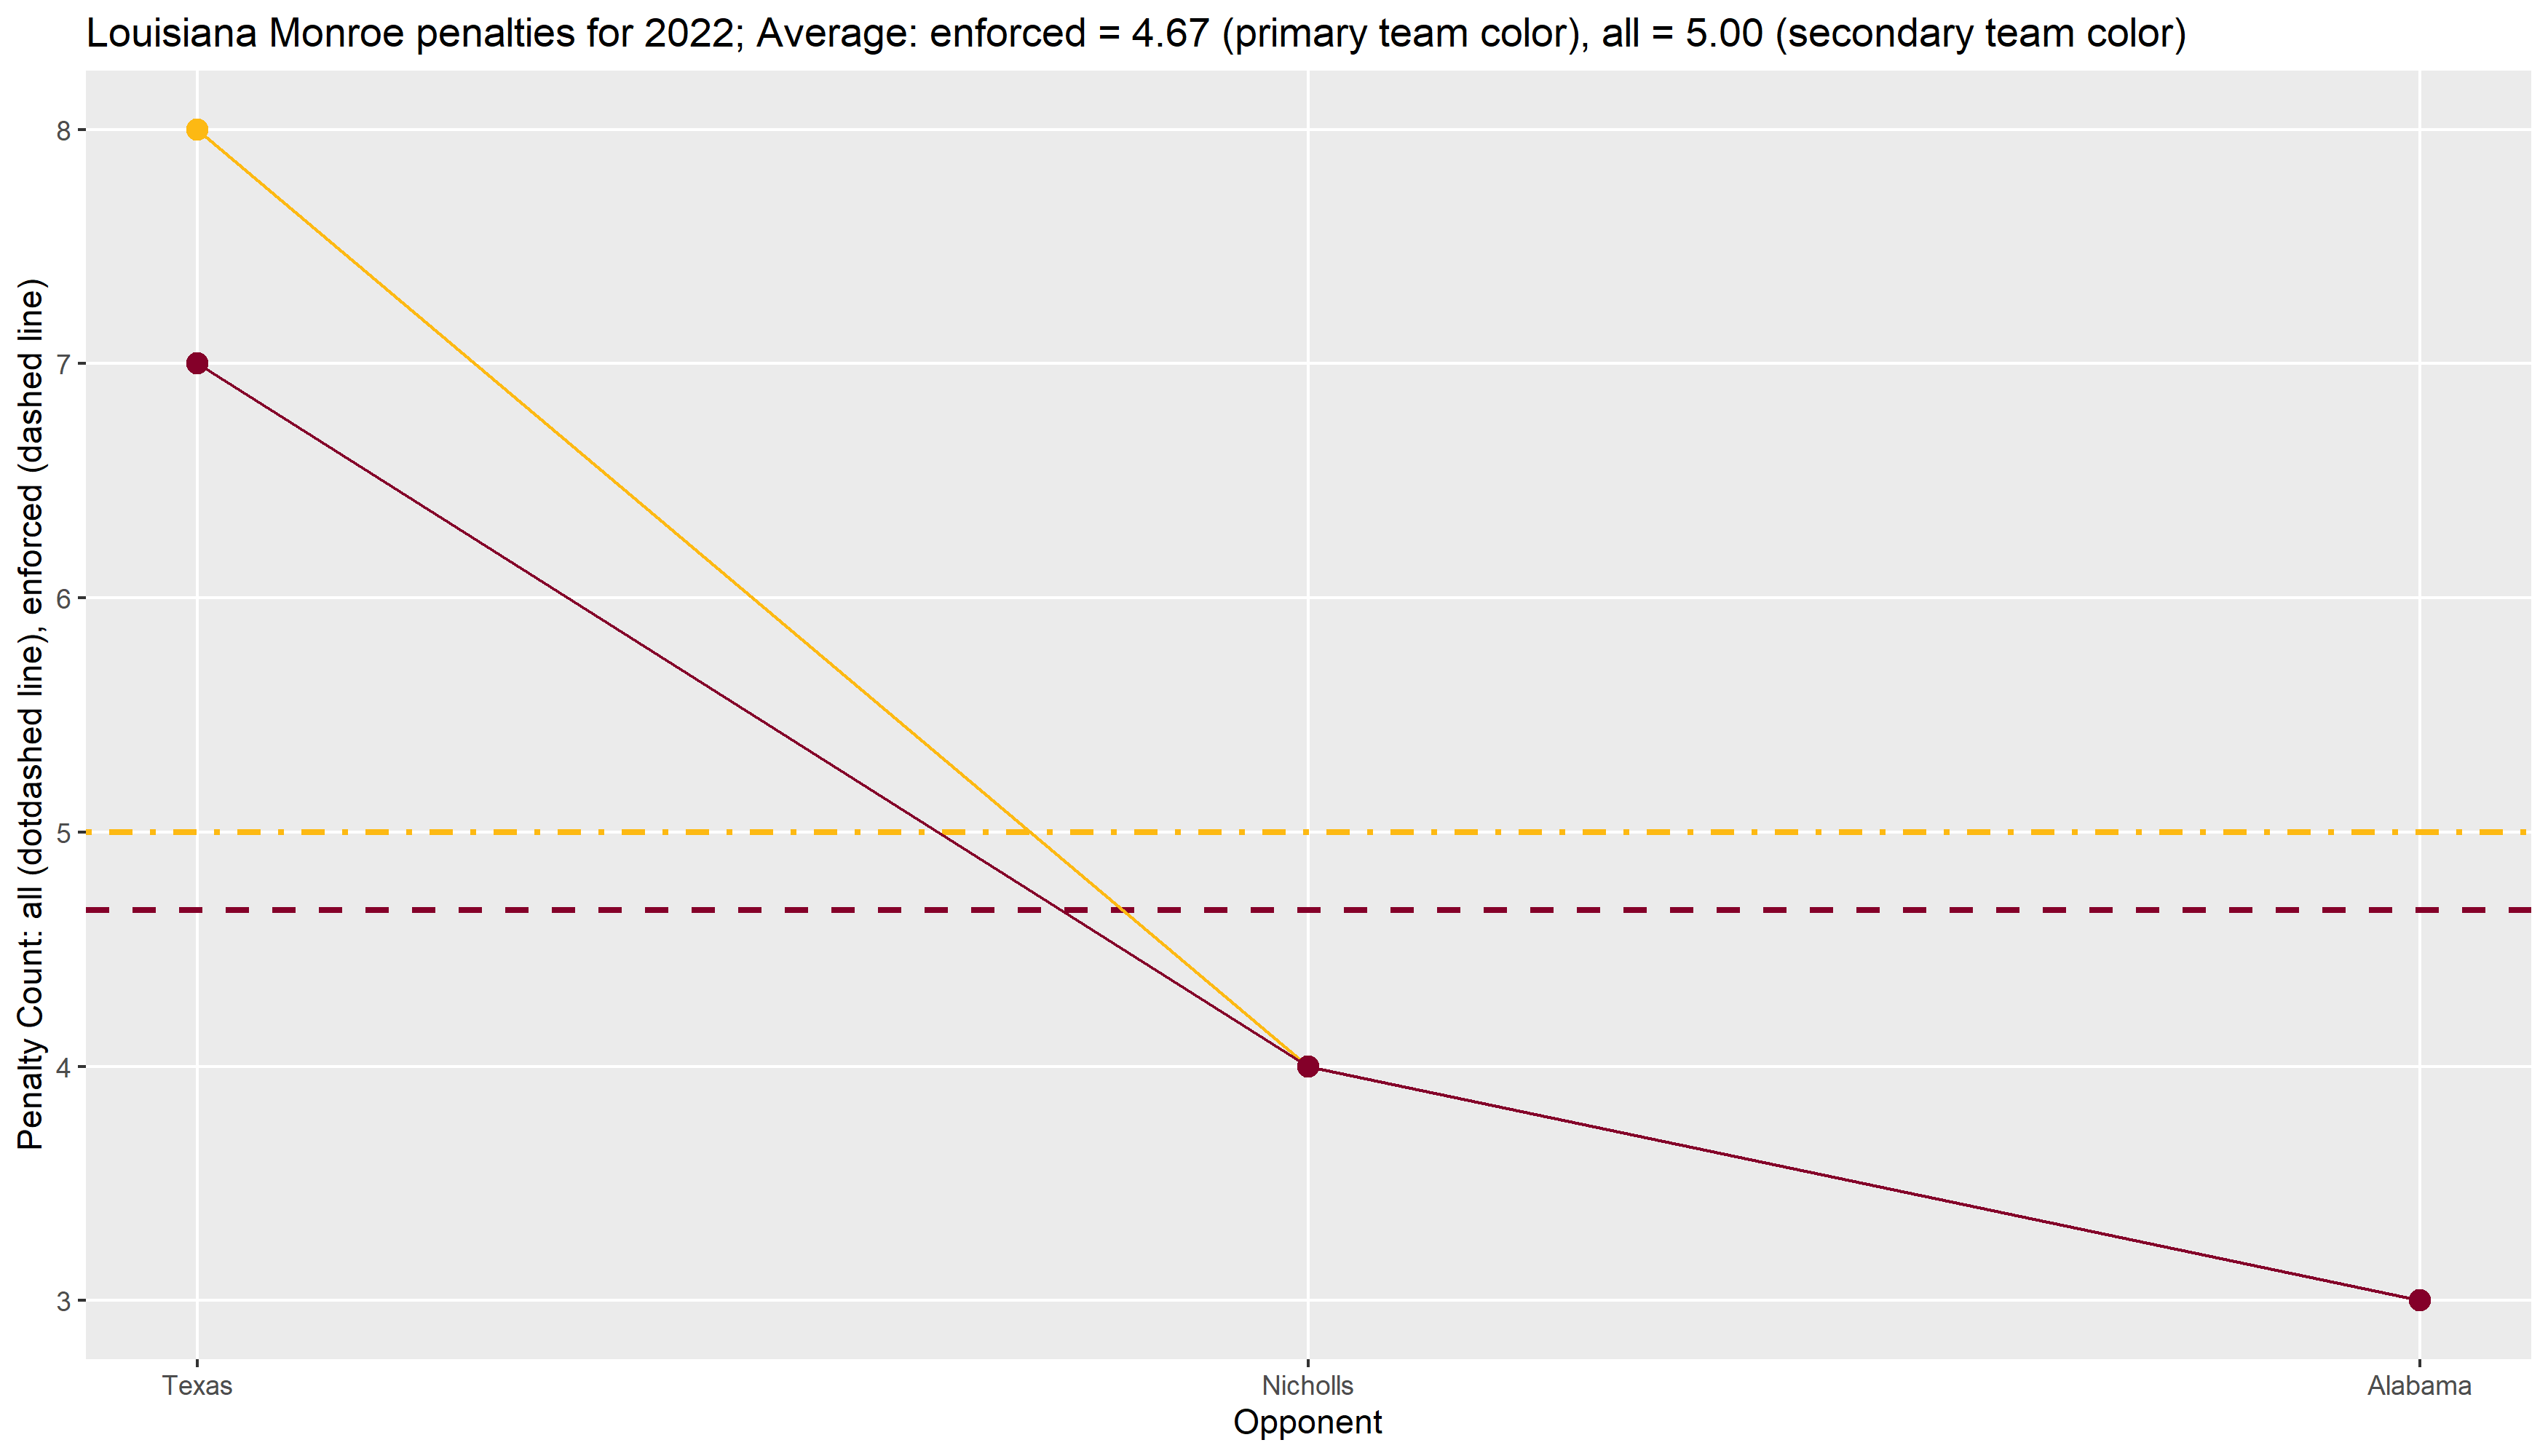 Louisiana Monroe penalties for 2022; Average: enforced = 4.67 (primary team color), all = 5.00 (secondary team color)
Penalty Count: all (dotdashed line), enforced (dashed line)
8
7
6
5
4
3
Texas
Nicholls
Alabama
Opponent